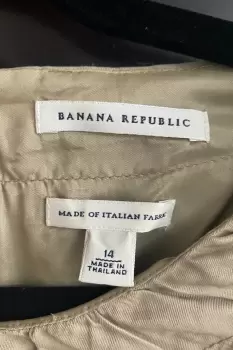 BANANA REPUBLIC
MADE OF ITALIAN FABRIC
14
MADE IN
THAILAND